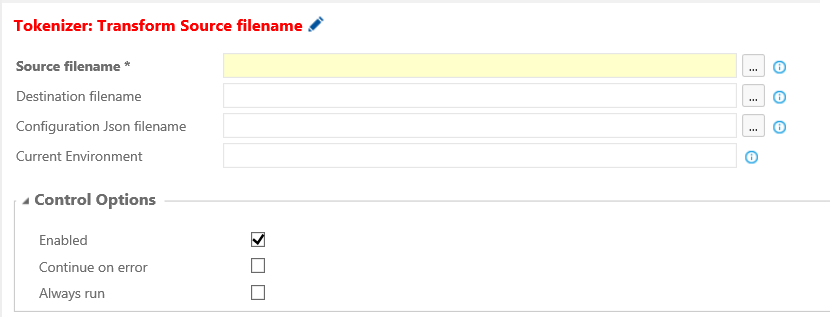 Tokenizer: Transform Source filename
Source filename *
...
Destination filename
...
Configuration Json filename
...
Current Environment
Control Options
Enabled
Continue on error
Always run